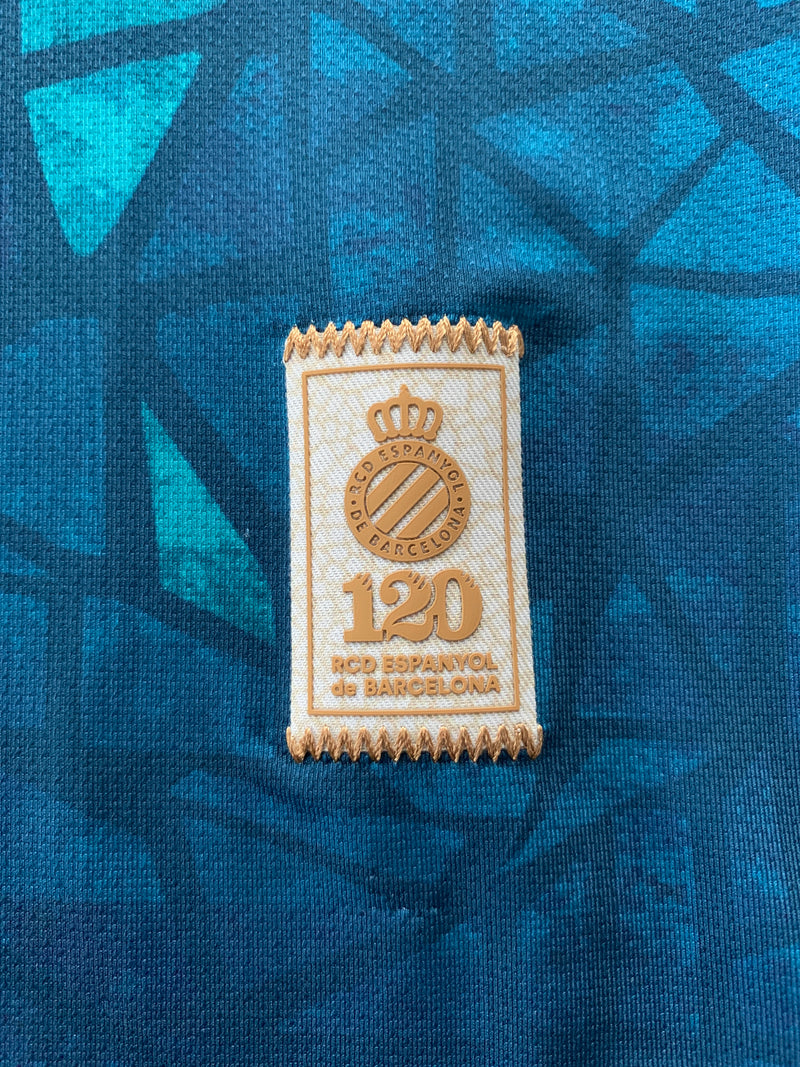 RCD ESPANYOL
DE BARCELONA
120
RCD ESPANYOL
de BARCELONA